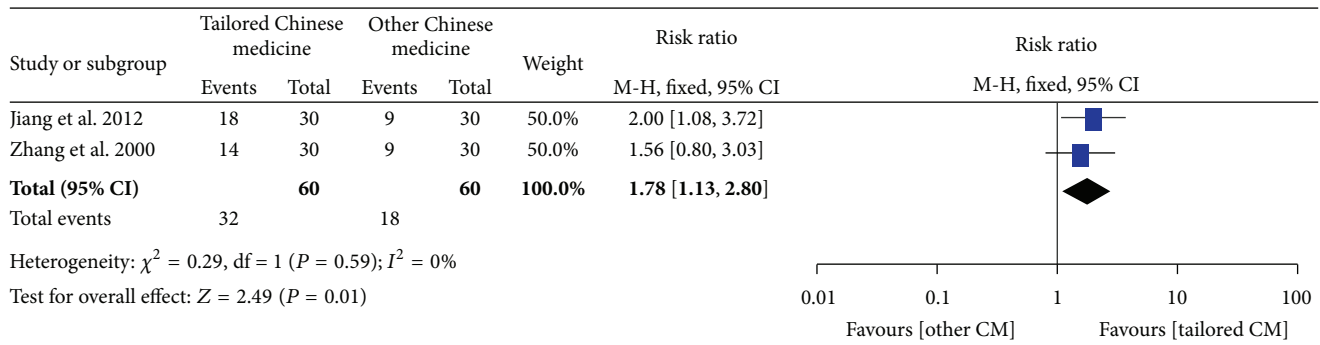 Study or subgroup Tailored Chinese medicine Other Chinese medicine Weight Risk ratio Risk ratio
Events Total Events Total M-H, fixed, 95% CI M-H, fixed, 95% CI
Jiang et al. 2012 18 30 9 30 50.0% 2.00 [1.08, 3.72]
Zhang et al. 2000 14 30 9 30 50.0% 1.56 [0.80, 3.03]
Total (95% CI) 60 60 100.0% 1.78 [1.13, 2.80]
Total events 32 18
Heterogeneity: χ² = 0.29, df = 1 (P = 0.59); I² = 0%
Test for overall effect: Z = 2.49 (P = 0.01)
0.01 0.1 1 10 100
Favours [other CM] Favours [tailored CM]